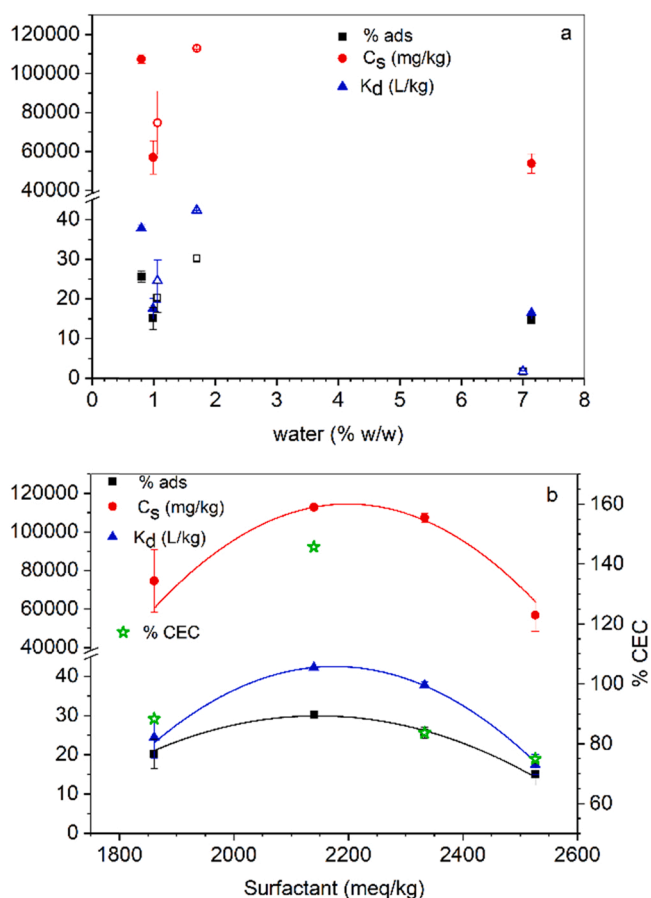 a
% ads
Cs (mg/kg)
Kd (L/kg)
120000
100000
80000
60000
40000
40
30
20
10
0
0 1 2 3 4 5 6 7 8
water (% w/w)
b
% ads
Cs (mg/kg)
Kd (L/kg)
% CEC
120000
100000
80000
60000
40000
40
30
20
10
0
160
140
120
100
80
60
% CEC
1800 2000 2200 2400 2600
Surfactant (meq/kg)